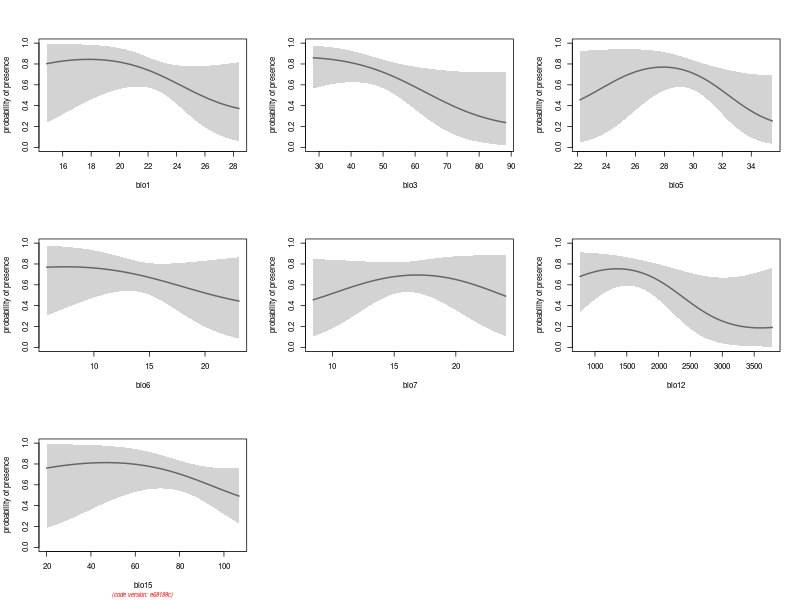 probability of presence
0.0 0.2 0.4 0.6 0.8 1.0
16 18 20 22 24 26 28
bio1
probability of presence
0.0 0.2 0.4 0.6 0.8 1.0
30 40 50 60 70 80 90
bio3
probability of presence
0.0 0.2 0.4 0.6 0.8 1.0
22 24 26 28 30 32 34
bio5
probability of presence
0.0 0.2 0.4 0.6 0.8 1.0
10 15 20
bio6
probability of presence
0.0 0.2 0.4 0.6 0.8 1.0
10 15 20
bio7
probability of presence
0.0 0.2 0.4 0.6 0.8 1.0
1000 1500 2000 2500 3000 3500
bio12
probability of presence
0.0 0.2 0.4 0.6 0.8 1.0
20 40 60 80 100
bio15
(code version: